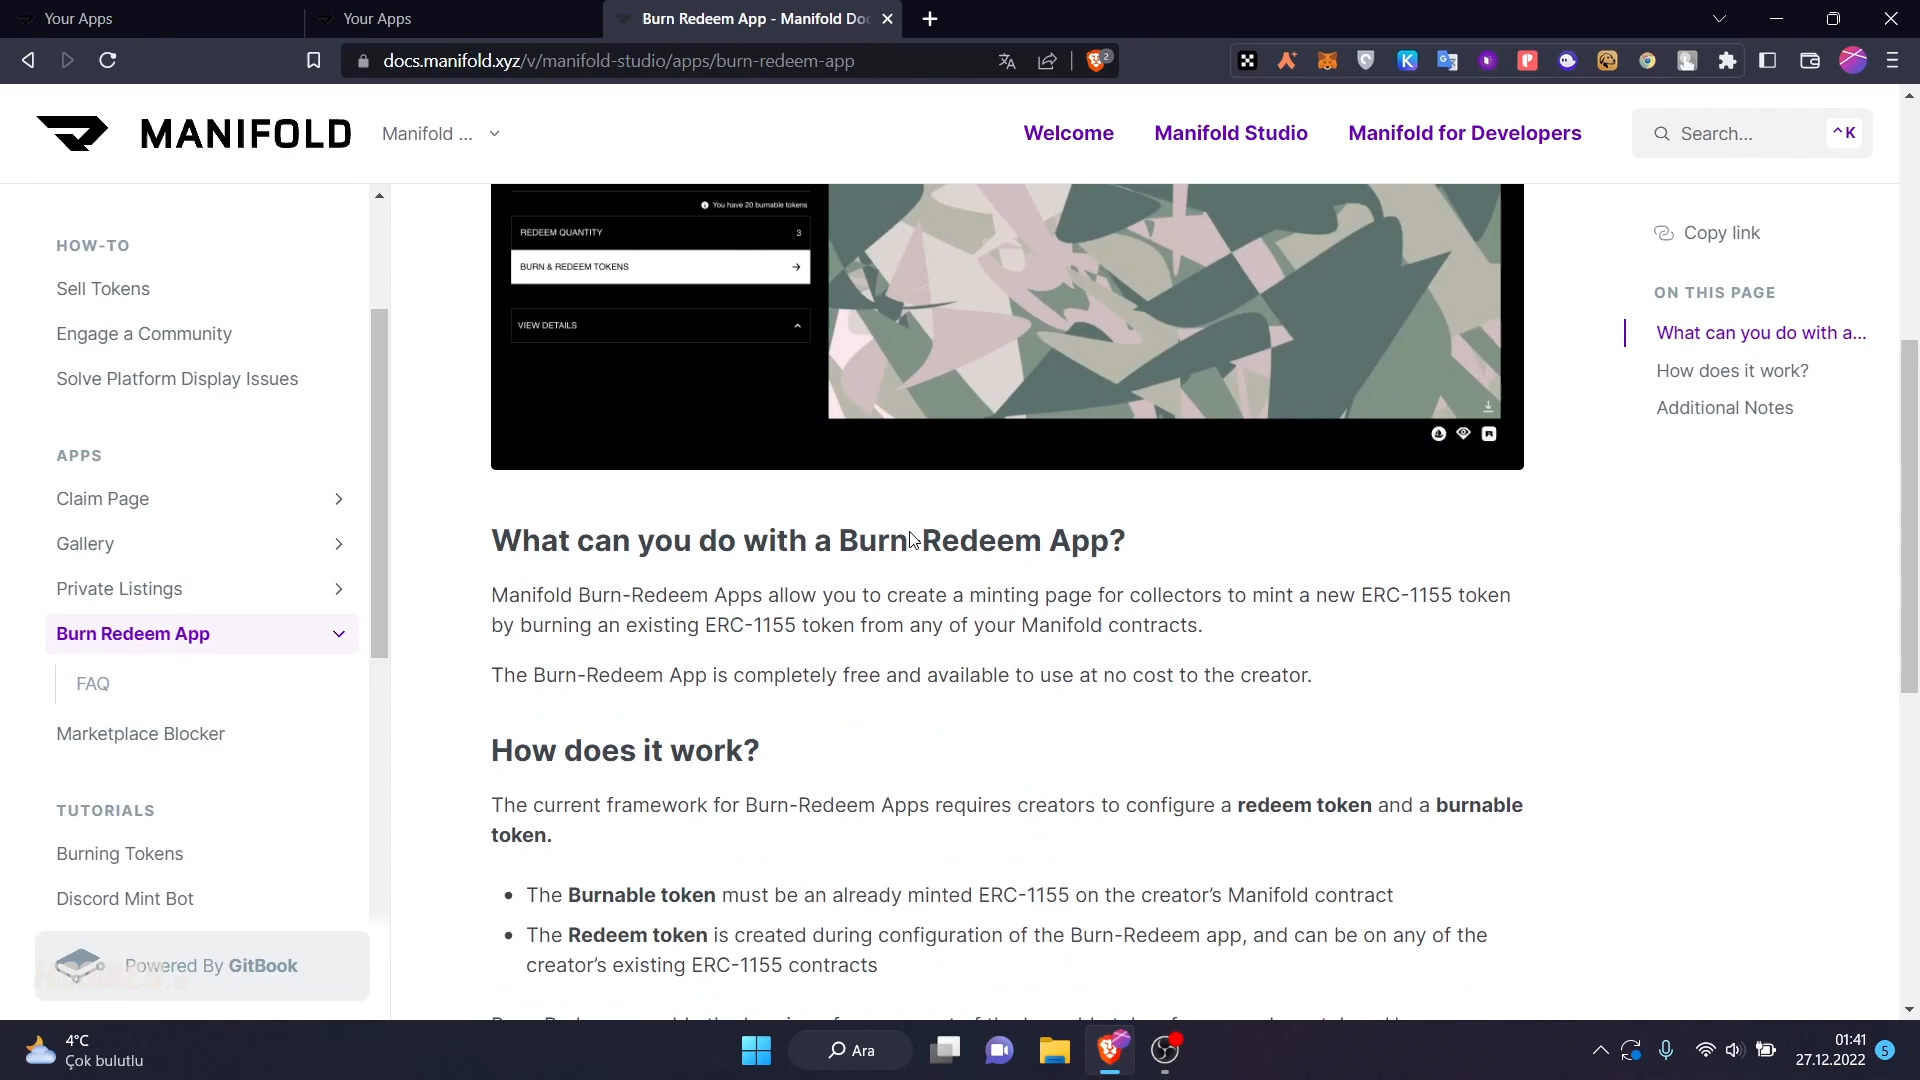 Your Apps
Your Apps
Burn Redeem App - Manifold Do
docs.manifold.xyz/v/manifold-studio/apps/burn-redeem-app
2
MANIFOLD
Manifold ...
Welcome
Manifold Studio
Manifold for Developers
Search...
^K
HOW-TO
Sell Tokens
Engage a Community
Solve Platform Display Issues
APPS
Claim Page
Gallery
Private Listings
Burn Redeem App
FAQ
Marketplace Blocker
TUTORIALS
Burning Tokens
Discord Mint Bot
Powered By GitBook
You have 20 burnable tokens
REDEEM QUANTITY 3
BURN & REDEEM TOKENS
VIEW DETAILS
What can you do with a Burn-Redeem App?
Manifold Burn-Redeem Apps allow you to create a minting page for collectors to mint a new ERC-1155 token
by burning an existing ERC-1155 token from any of your Manifold contracts.
The Burn-Redeem App is completely free and available to use at no cost to the creator.
How does it work?
The current framework for Burn-Redeem Apps requires creators to configure a redeem token and a burnable
token.
• The Burnable token must be an already minted ERC-1155 on the creator's Manifold contract
• The Redeem token is created during configuration of the Burn-Redeem app, and can be on any of the
creator's existing ERC-1155 contracts
Copy link
ON THIS PAGE
What can you do with a...
How does it work?
Additional Notes
4°C
Çok bulutlu
Ara
01:41
27.12.2022
5